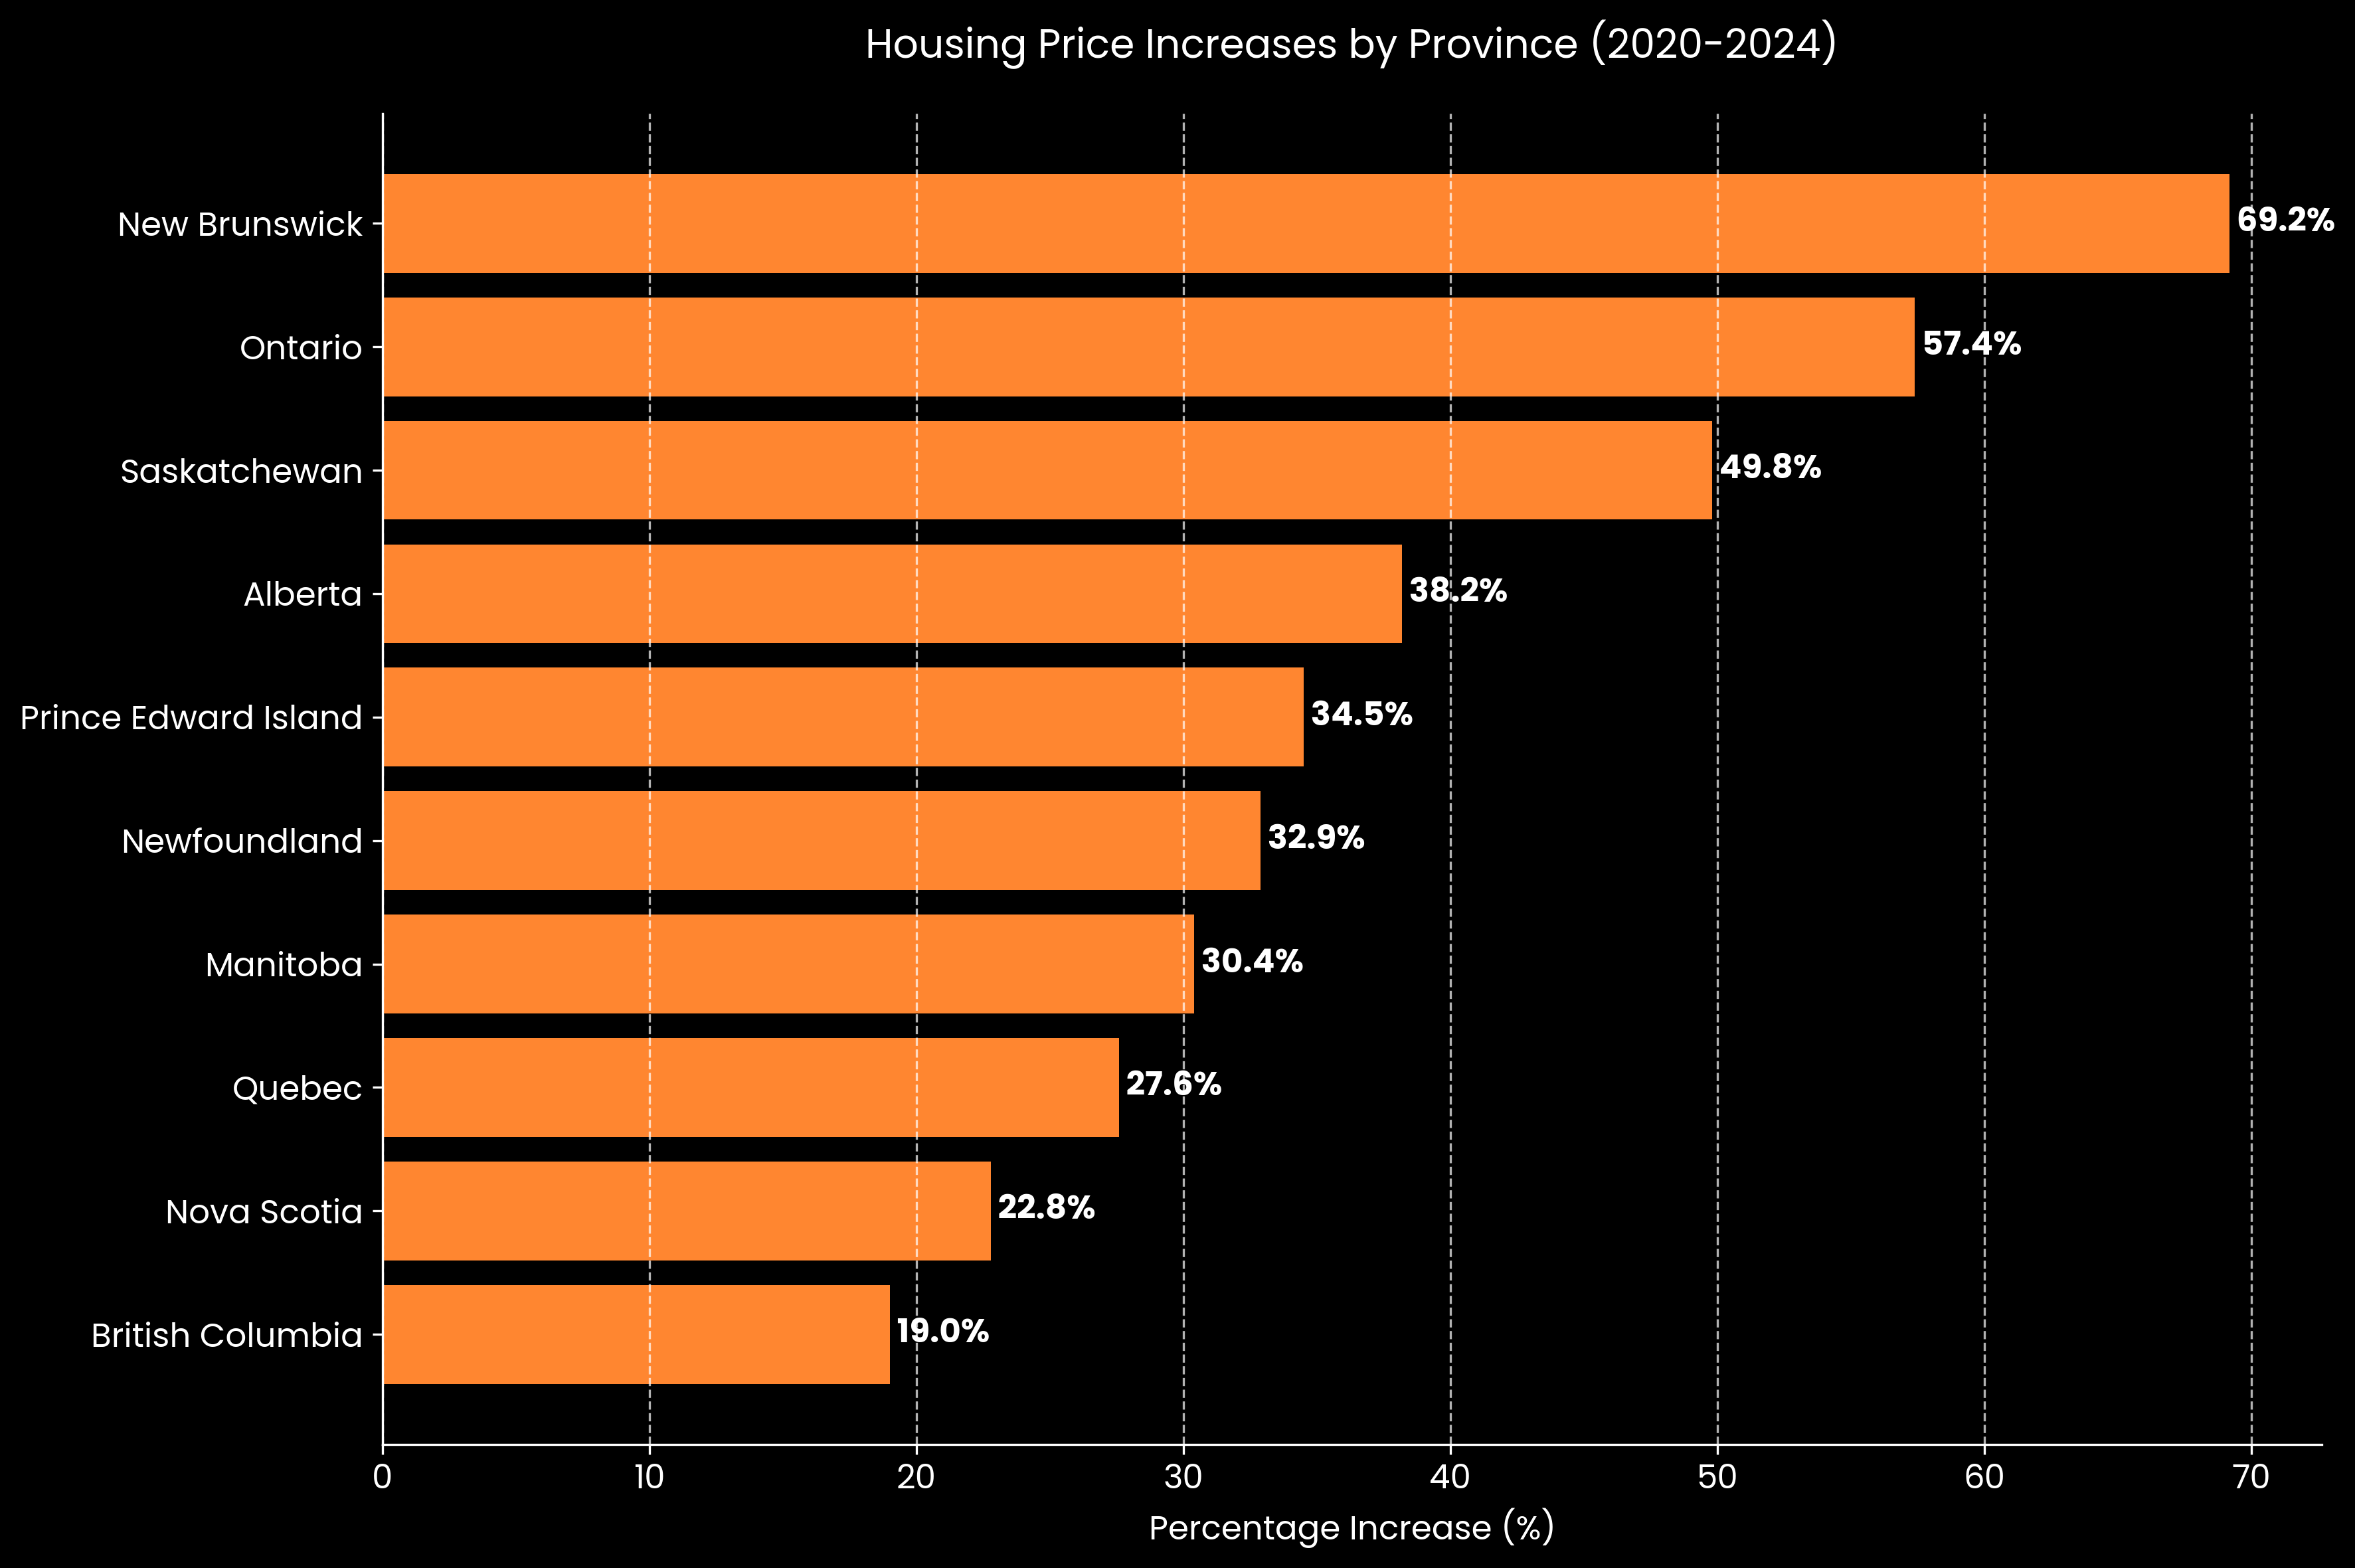 Housing Price Increases by Province (2020-2024)
New Brunswick 69.2%
Ontario 57.4%
Saskatchewan 49.8%
Alberta 38.2%
Prince Edward Island 34.5%
Newfoundland 32.9%
Manitoba 30.4%
Quebec 27.6%
Nova Scotia 22.8%
British Columbia 19.0%
0 10 20 30 40 50 60 70
Percentage Increase (%)